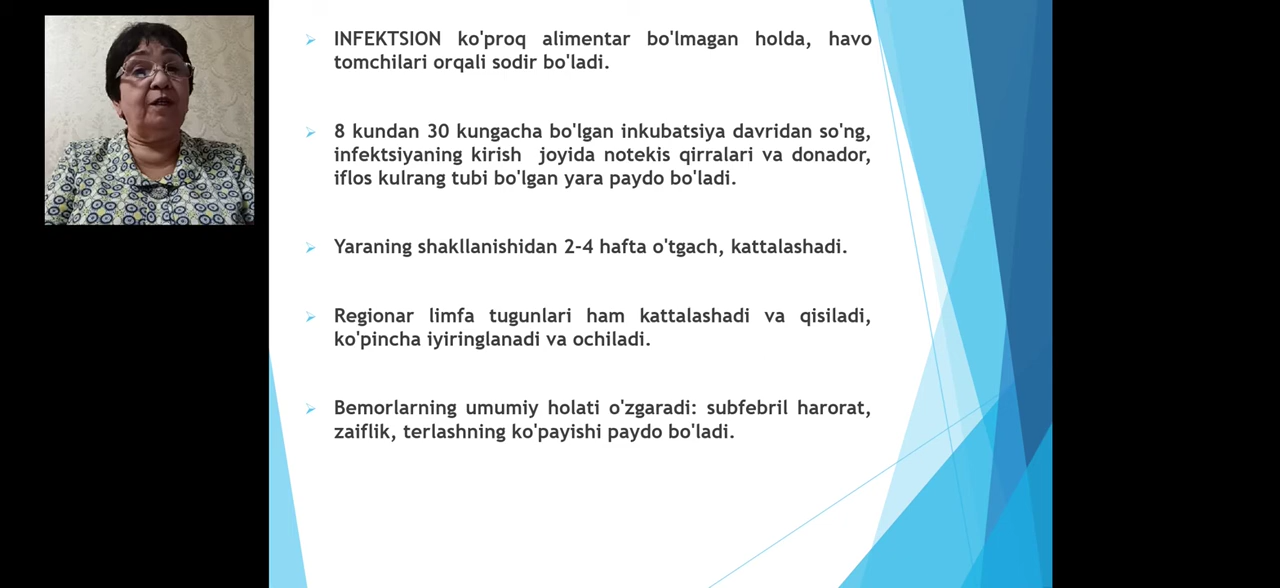 INFEKTSION ko'proq alimentar bo'lmagan holda, havo
tomchilari orqali sodir bo'ladi.
8 kundan 30 kungacha bo'lgan inkubatsiya davridan so'ng,
infektsiyaning kirish joyida notekis qirralari va donador,
iflos kulrang tubi bo'lgan yara paydo bo'ladi.
Yaraning shakllanishidan 2-4 hafta o'tgach, kattalashadi.
Regionar limfa tugunlari ham kattalashadi va qisiladi,
ko'pincha iyiringlanadi va ochiladi.
Bemorlarning umumiy holati o'zgaradi: subfebril harorat,
zaiflik, terlashning ko'payishi paydo bo'ladi.